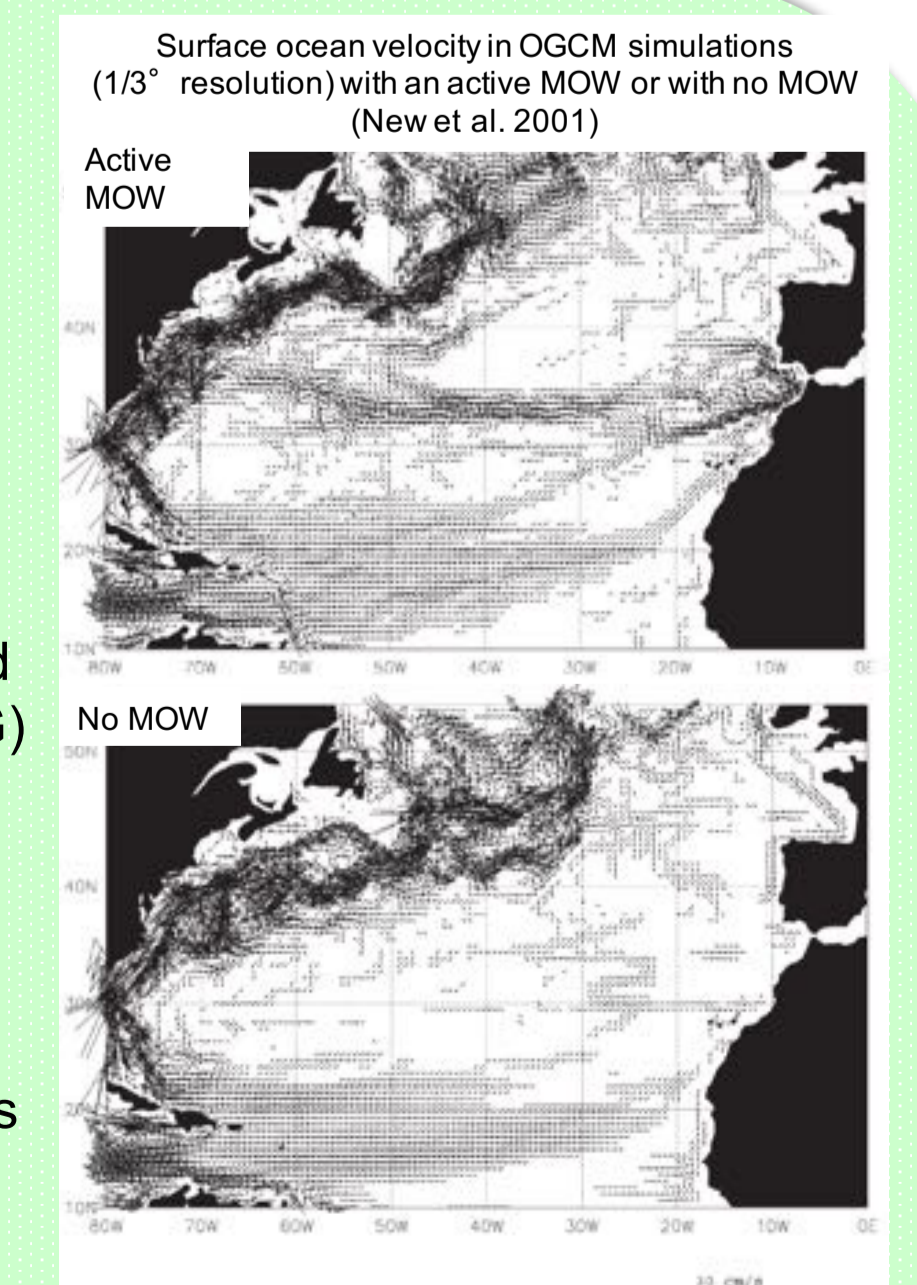 Surface ocean velocity in OGCM simulations
(1/3° resolution) with an active MOW or with no MOW
(New et al. 2001)
Active
MOW
40N
30N
20N
10N
80W 70W 50W 40W 30W 20W 10W 0E
d
G)
No MOW
50N
40N
30N
20N
s
80W 70W 60W 50W 40W 30W 20W 10W 0E